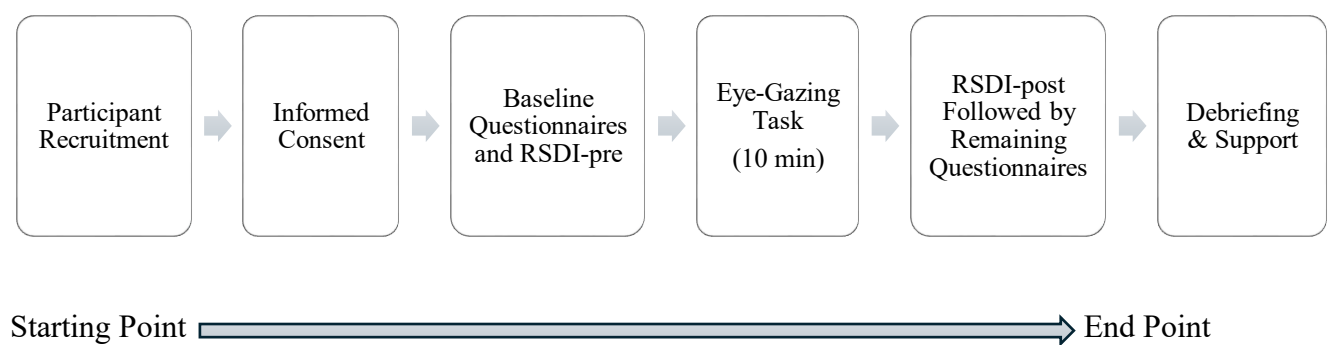 Participant
Recruitment
Informed
Consent
Baseline
Questionnaires
and RSDI-pre
Eye-Gazing
Task
(10 min)
RSDI-post
Followed by
Remaining
Questionnaires
Debriefing
& Support
Starting Point
End Point